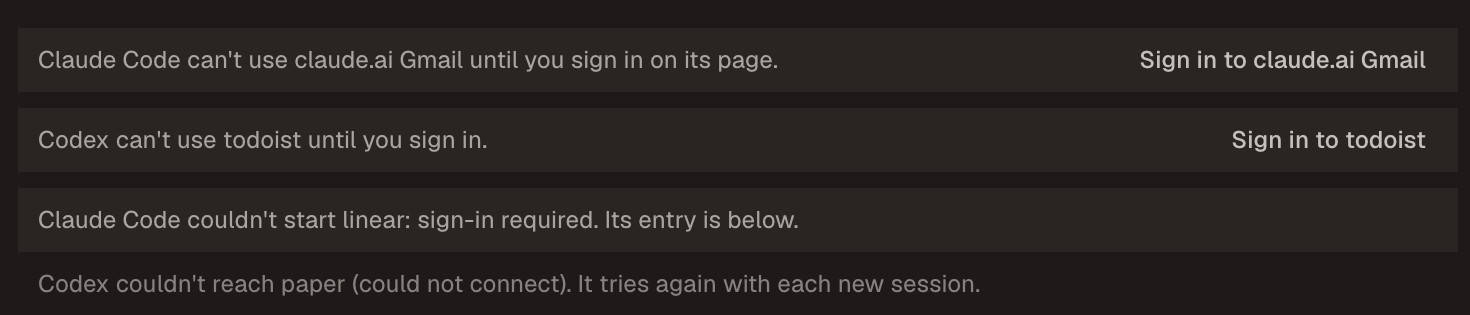 Claude Code can't use claude.ai Gmail until you sign in on its page. Sign in to claude.ai Gmail
Codex can't use todoist until you sign in. Sign in to todoist
Claude Code couldn't start linear: sign-in required. Its entry is below.
Codex couldn't reach paper (could not connect). It tries again with each new session.